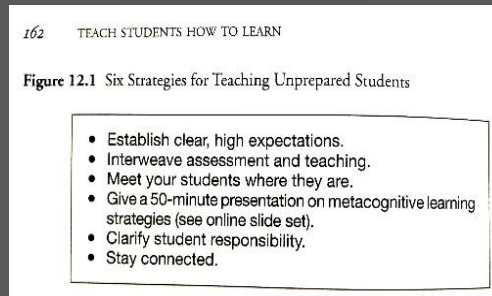 162 TEACH STUDENTS HOW TO LEARN
Figure 12.1 Six Strategies for Teaching Unprepared Students
• Establish clear, high expectations.
• Interweave assessment and teaching.
• Meet your students where they are.
• Give a 50-minute presentation on metacognitive learning
strategies (see online slide set).
• Clarify student responsibility.
• Stay connected.